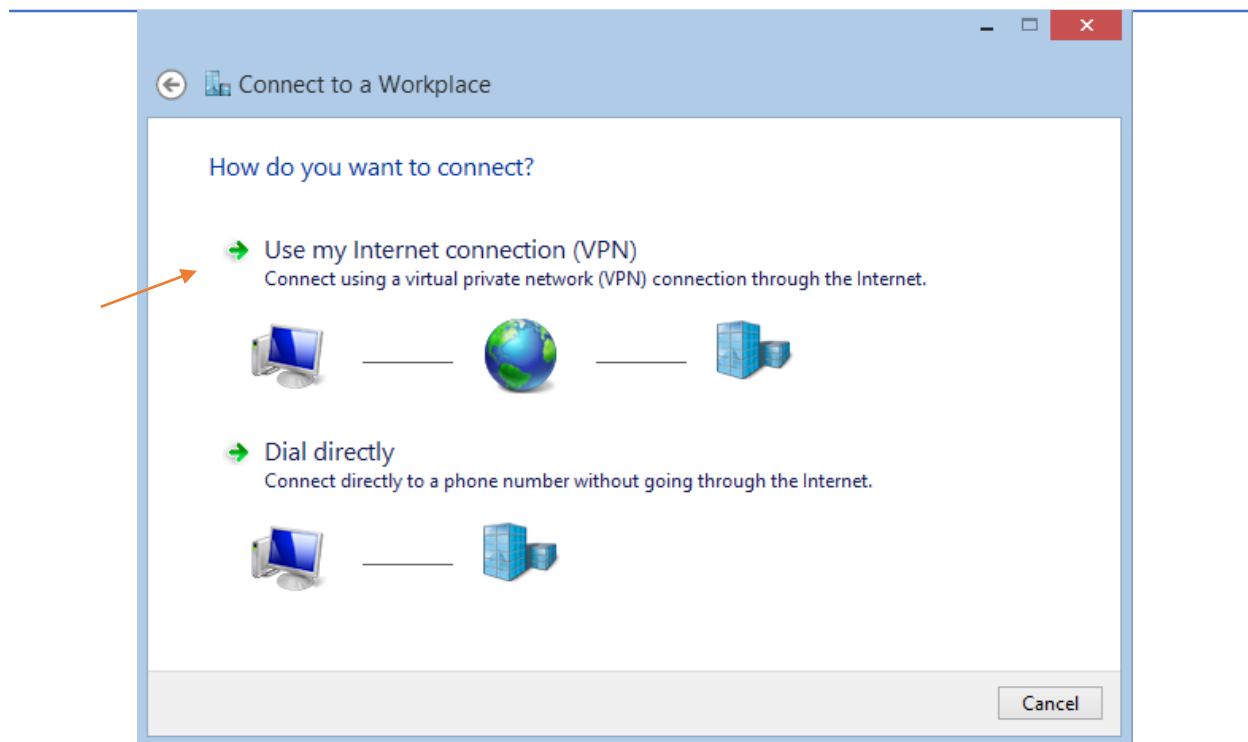 Connect to a Workplace
How do you want to connect?
Use my Internet connection (VPN)
Connect using a virtual private network (VPN) connection through the Internet.
Dial directly
Connect directly to a phone number without going through the Internet.
Cancel